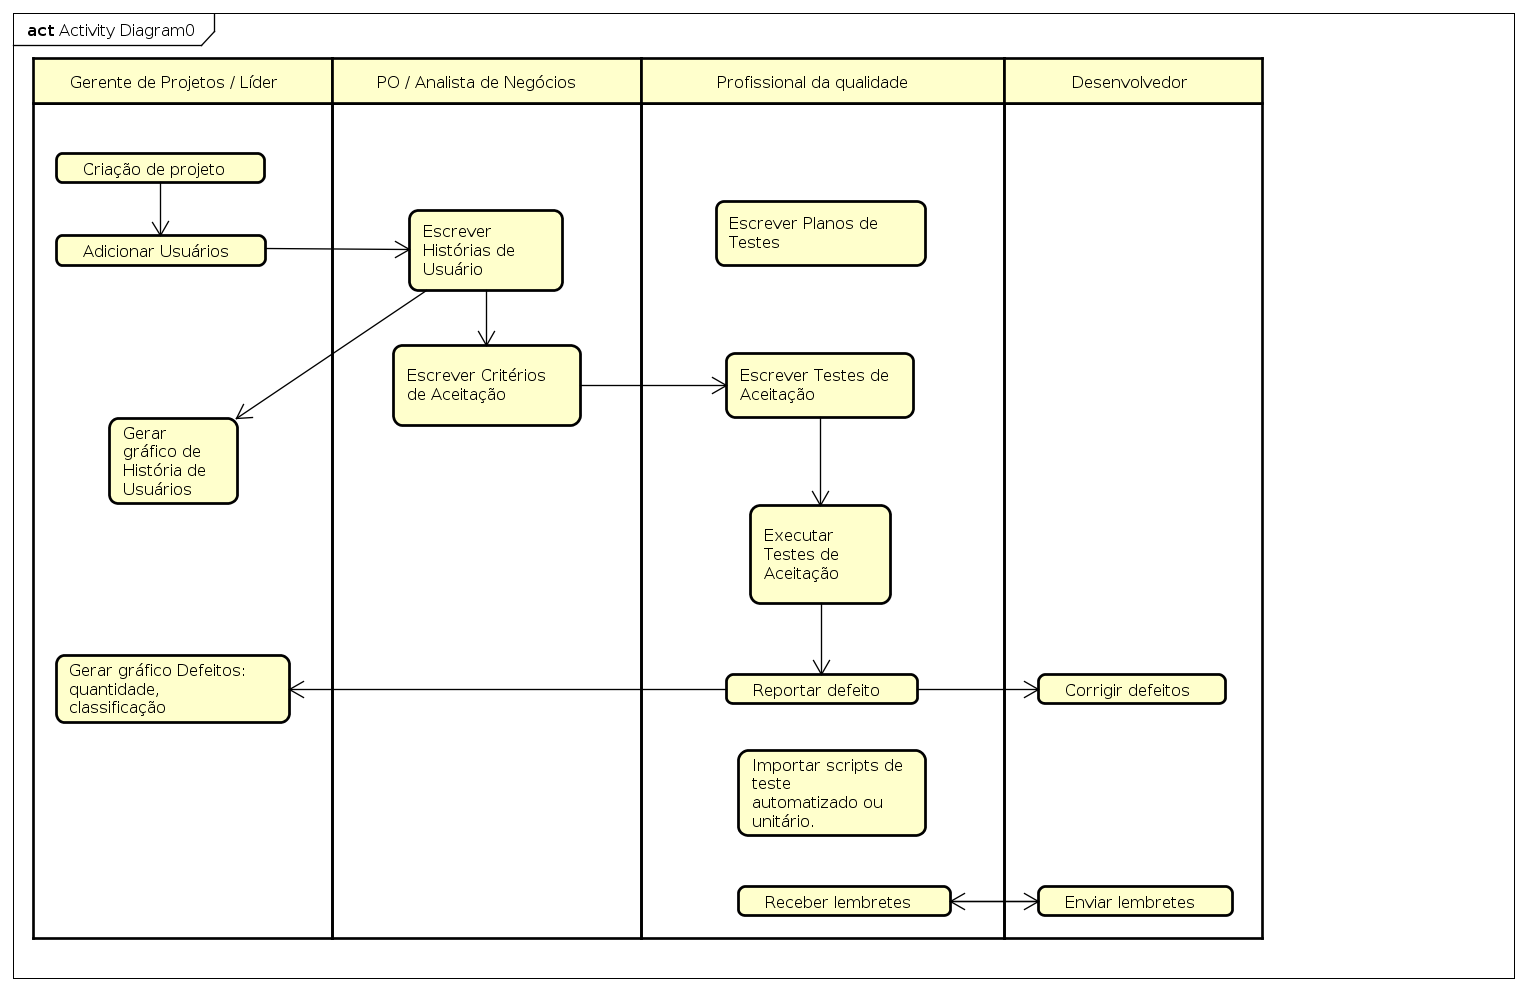 act Activity Diagram0
Gerente de Projetos / Líder
PO / Analista de Negócios
Profissional da qualidade
Desenvolvedor
Criação de projeto
Adicionar Usuários
Escrever
Histórias de
Usuário
Escrever Planos de
Testes
Escrever Critérios
de Aceitação
Escrever Testes de
Aceitação
Gerar
gráfico de
História de
Usuários
Executar
Testes de
Aceitação
Gerar gráfico Defeitos:
quantidade,
classificação
Reportar defeito
Corrigir defeitos
Importar scripts de
teste
automatizado ou
unitário.
Receber lembretes
Enviar lembretes